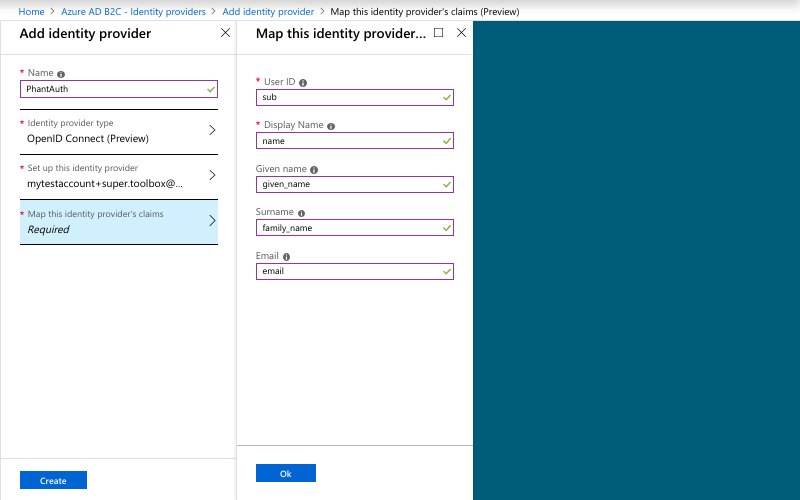 Home > Azure AD B2C - Identity providers > Add identity provider > Map this identity provider's claims (Preview)
Add identity provider
* Name
PhantAuth
* Identity provider type
OpenID Connect (Preview)
* Set up this identity provider
mytestaccount+super.toolbox@...
* Map this identity provider's claims
Required
Create
Map this identity provider...
* User ID
sub
* Display Name
name
Given name
given_name
Surname
family_name
Email
email
Ok